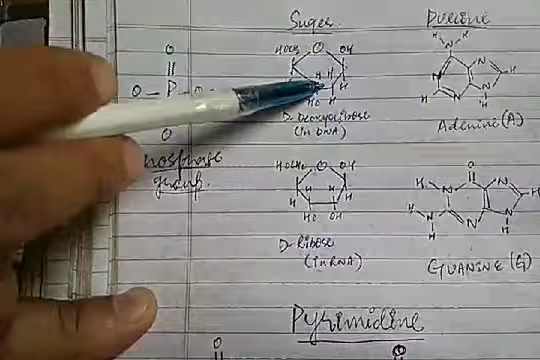 Sugar
Purine
O
O – P – O
O
Phosphate
group.
HOCH₂ O OH
H H
H
HO H
D-Deoxyribose
(in DNA)
H H
N
N
N
H
H
N
N
H
Adenine (A)
HOCH₂ O OH
H H
HO OH
D-Ribose
(in RNA)
O
H
N
N
H
H
N
N
N
H
H
GUANINE (G)
Pyrimidine
O
O